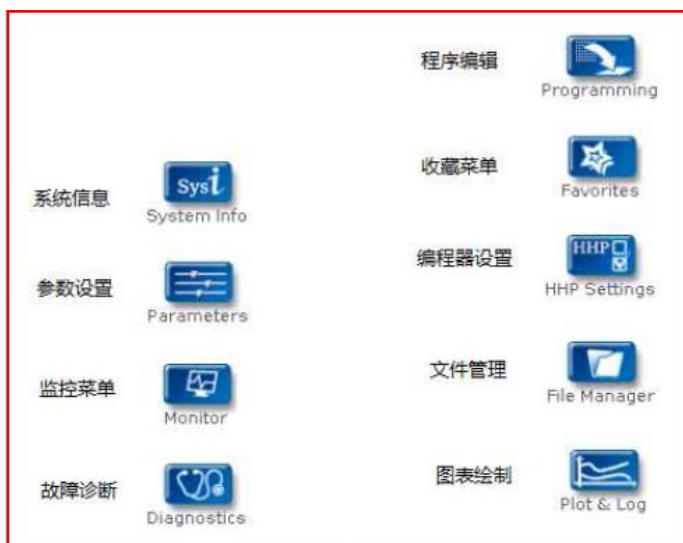 系统信息
Sysi
System Info
参数设置
Parameters
监控菜单
Monitor
故障诊断
Diagnostics
程序编辑
Programming
收藏菜单
Favorites
编程器设置
HHP
HHP Settings
文件管理
File Manager
图表绘制
Plot & Log